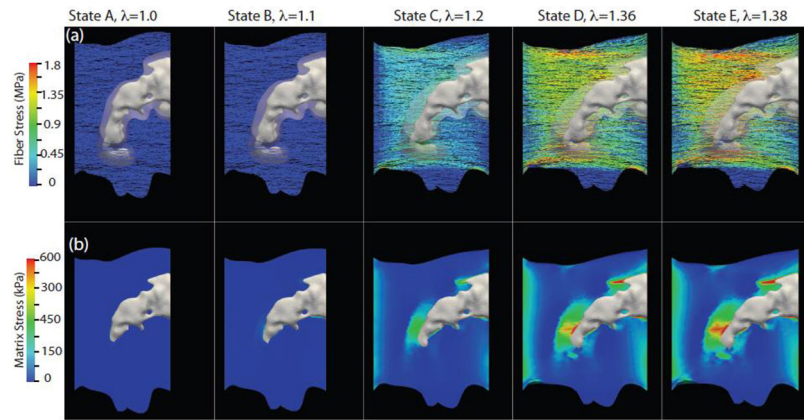 State A, λ=1.0 State B, λ=1.1 State C, λ=1.2 State D, λ=1.36 State E, λ=1.38
(a)
Fiber Stress (MPa)
1.8
1.35
0.9
0.45
0
(b)
Matrix Stress (kPa)
600
300
450
150
0